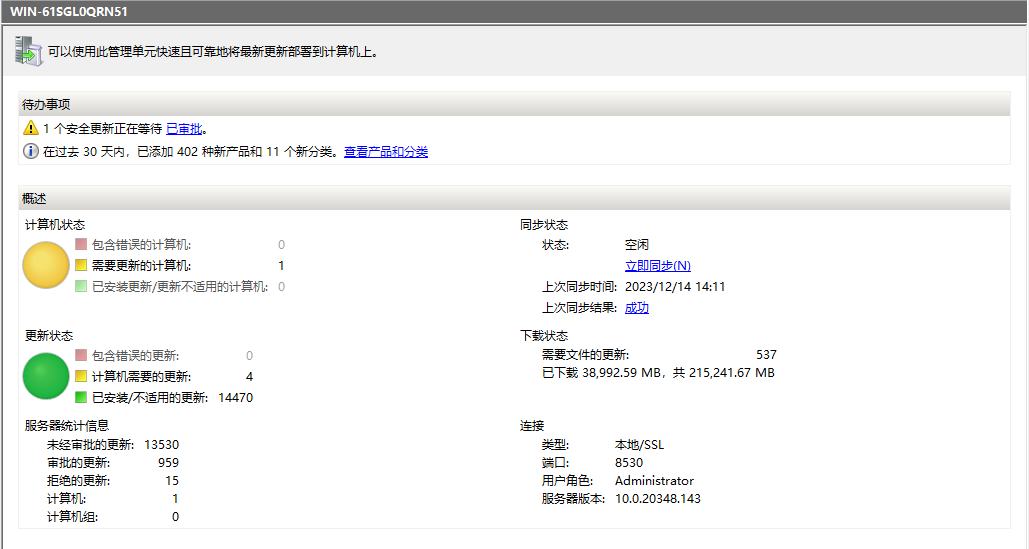 WIN-61SGL0QRN51
可以使用此管理单元快速且可靠地将最新更新部署到计算机上。
待办事项
1 个安全更新正在等待 已审批。
在过去 30 天内，已添加 402 种新产品和 11 个新分类。查看产品和分类
概述
计算机状态
包含错误的计算机: 0
需要更新的计算机: 1
已安装更新/更新不适用的计算机: 0
同步状态
状态: 空闲
立即同步(N)
上次同步时间: 2023/12/14 14:11
上次同步结果: 成功
更新状态
包含错误的更新: 0
计算机需要的更新: 4
已安装/不适用的更新: 14470
下载状态
需要文件的更新: 537
已下载 38,992.59 MB，共 215,241.67 MB
服务器统计信息
未经审批的更新: 13530
审批的更新: 959
拒绝的更新: 15
计算机: 1
计算机组: 0
连接
类型: 本地/SSL
端口: 8530
用户角色: Administrator
服务器版本: 10.0.20348.143